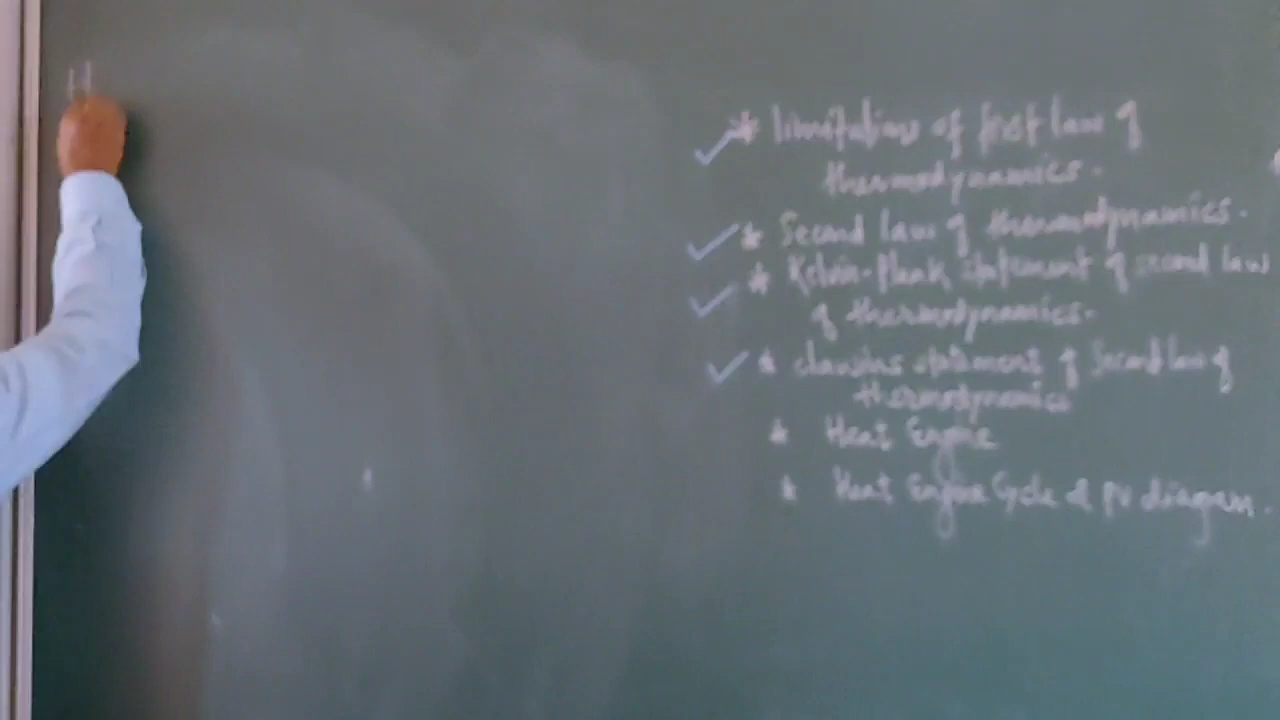 H
* limitations of first law of
thermodynamics.
* Second law of thermodynamics.
* Kelvin-Plank statement of second law
of thermodynamics.
* clausius statement of Second law of
thermodynamics
* Heat Engine
* Heat Engine Cycle & PV diagram.